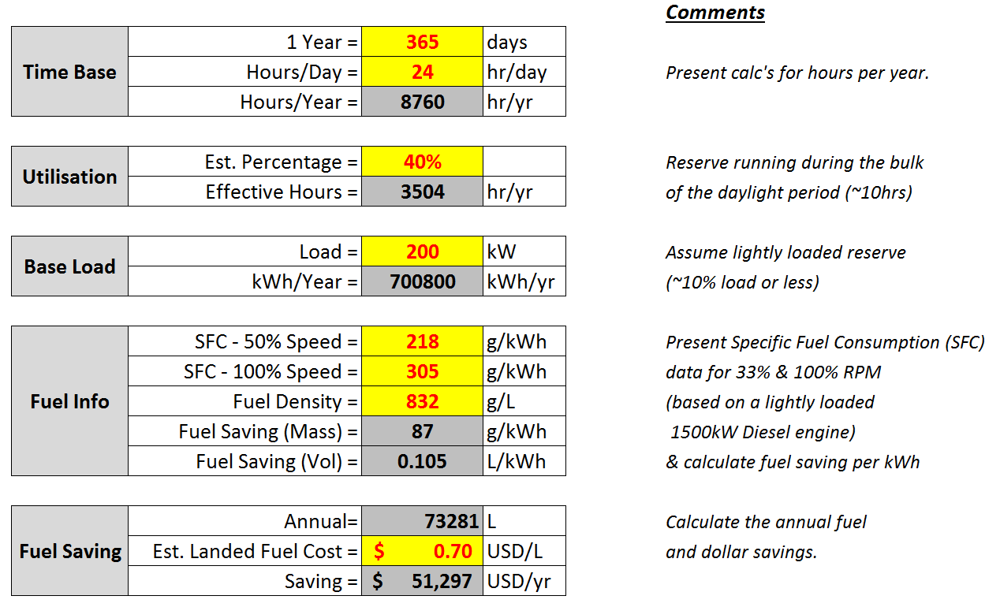 Comments
1 Year = 365 days
Time Base Hours/Day = 24 hr/day Present calc's for hours per year.
Hours/Year = 8760 hr/yr
Utilisation
Est. Percentage = 40% Reserve running during the bulk
Effective Hours = 3504 hr/yr of the daylight period (~10hrs)
Base Load
Load = 200 kW Assume lightly loaded reserve
kWh/Year = 700800 kWh/yr (~10% load or less)
SFC - 50% Speed = 218 g/kWh Present Specific Fuel Consumption (SFC)
SFC - 100% Speed = 305 g/kWh data for 33% & 100% RPM
Fuel Info Fuel Density = 832 g/L (based on a lightly loaded
Fuel Saving (Mass) = 87 g/kWh 1500kW Diesel engine)
Fuel Saving (Vol) = 0.105 L/kWh & calculate fuel saving per kWh
Annual= 73281 L Calculate the annual fuel
Fuel Saving Est. Landed Fuel Cost = $ 0.70 USD/L and dollar savings.
Saving = $ 51,297 USD/yr